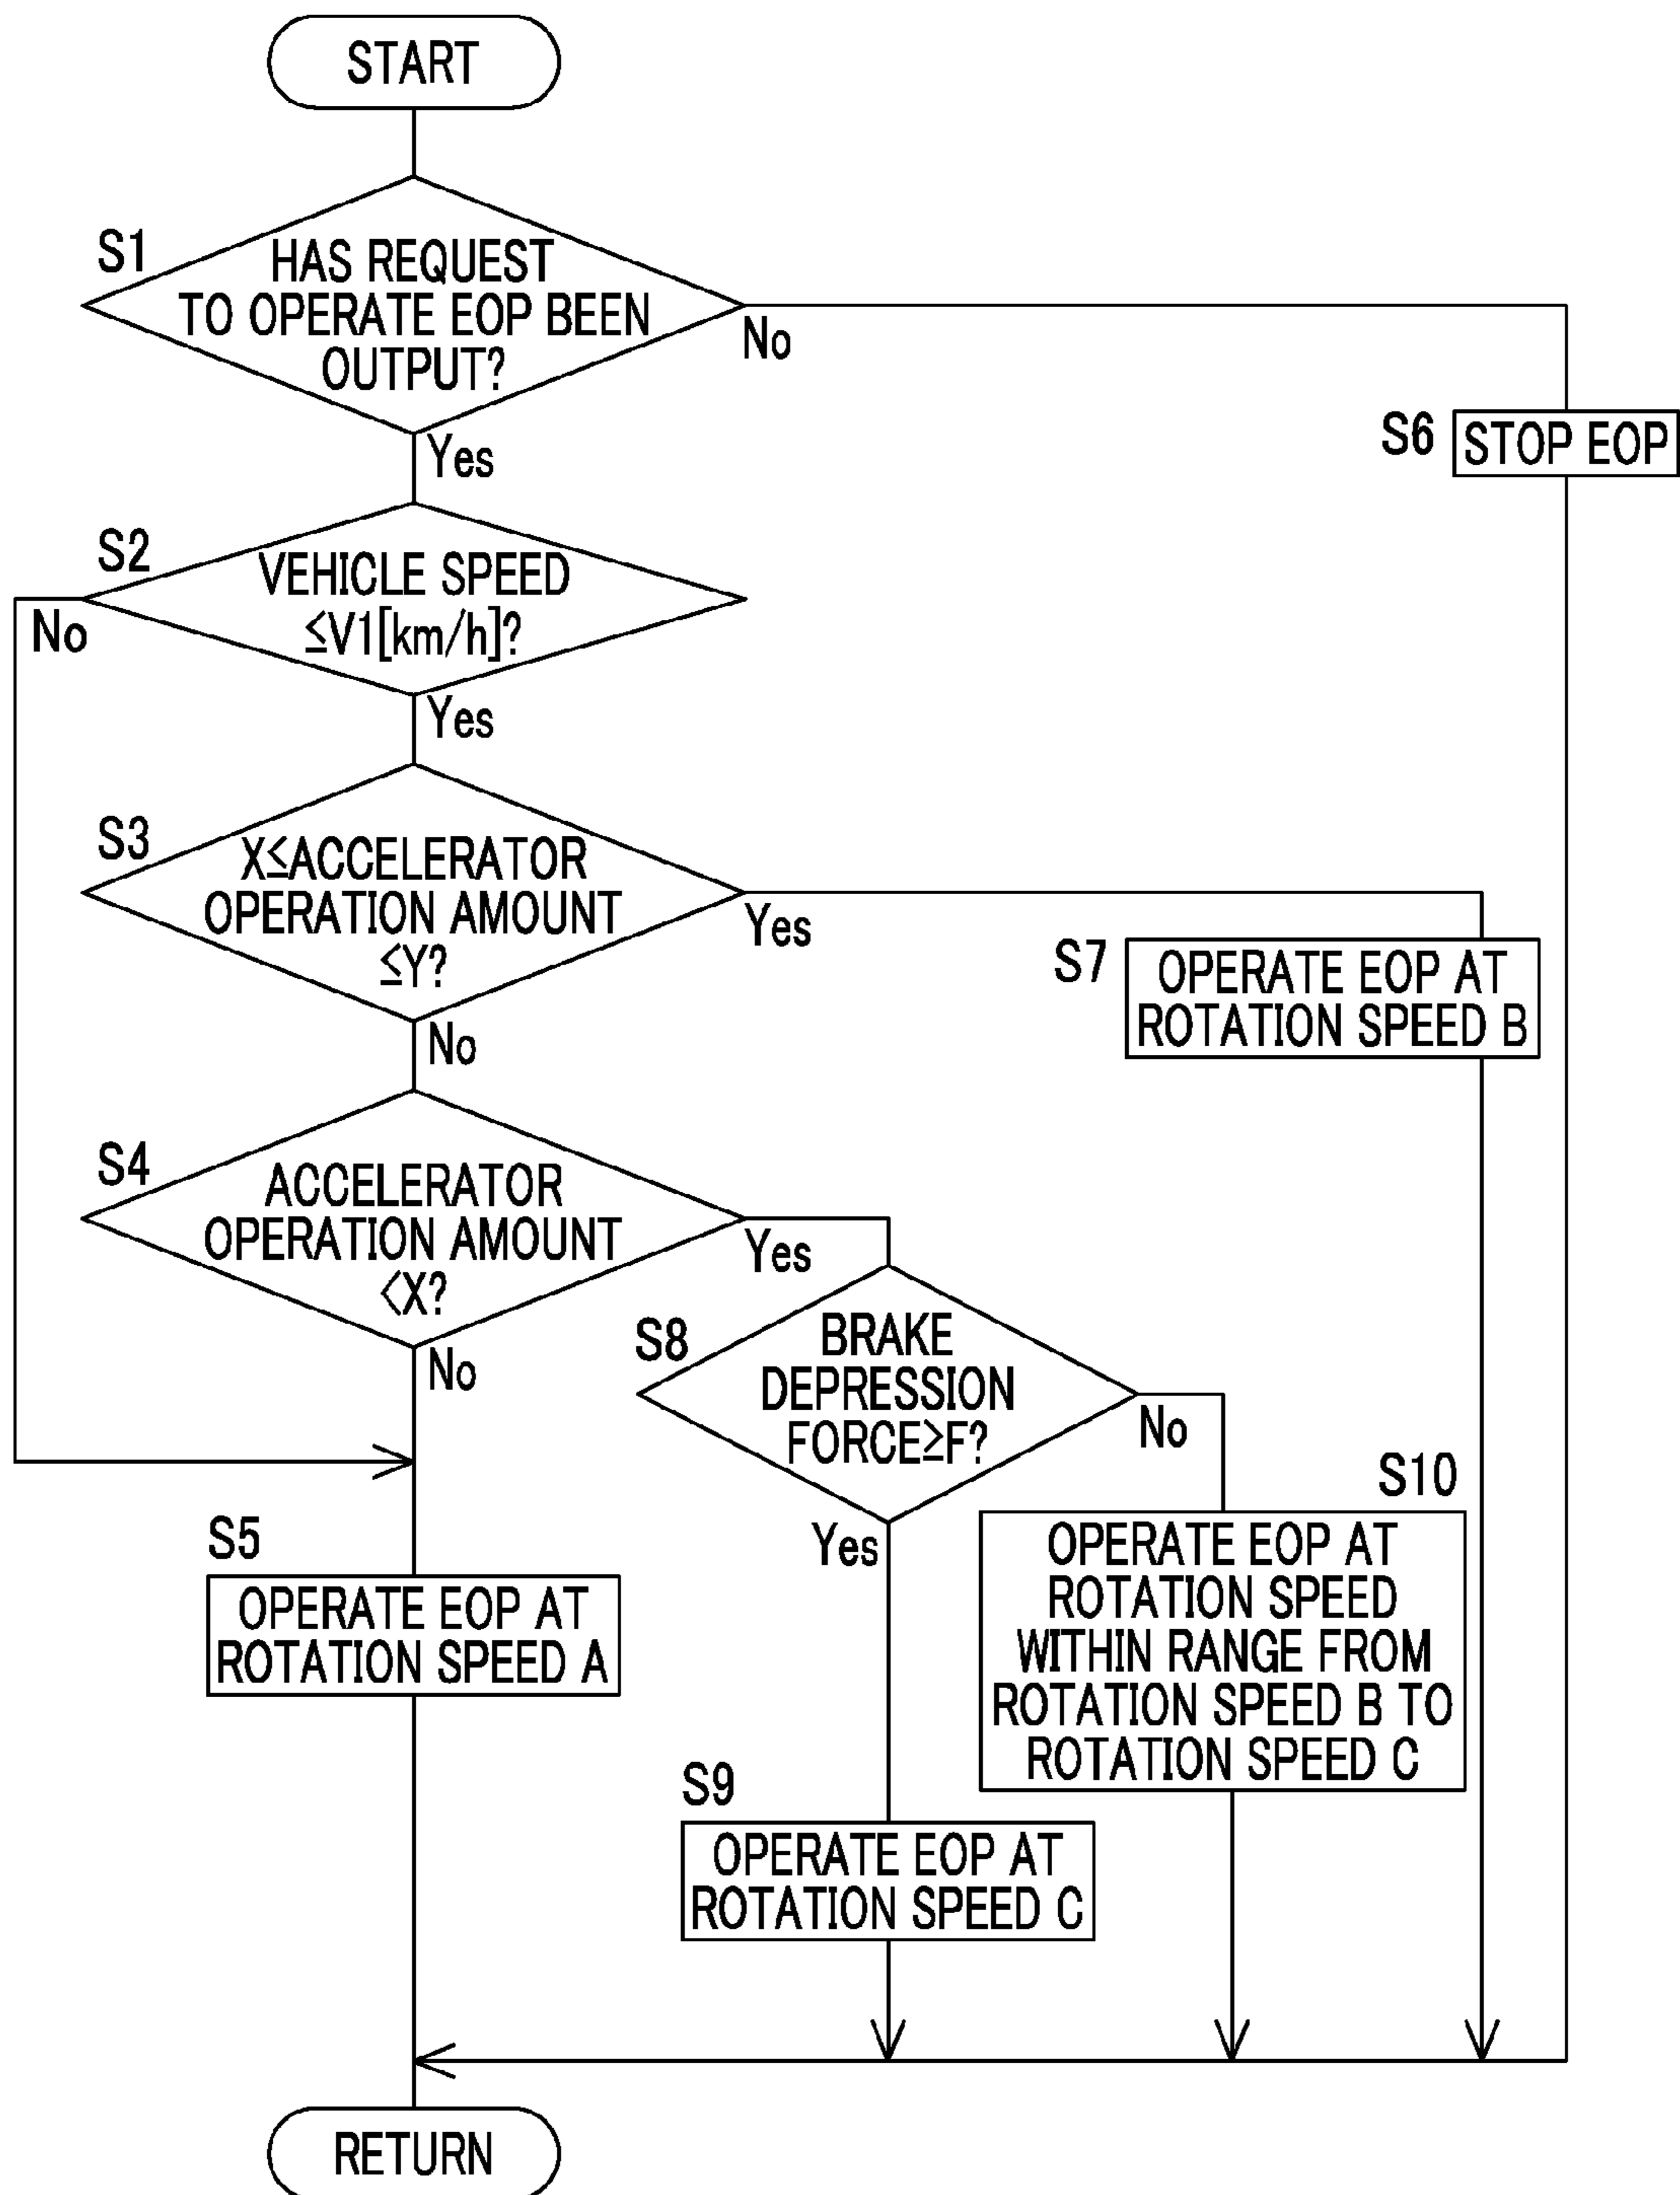 START
S1
HAS REQUEST
TO OPERATE EOP BEEN
OUTPUT?
No
Yes
S6
STOP EOP
S2
VEHICLE SPEED
≤V1[km/h]?
No
Yes
S3
X≤ACCELERATOR
OPERATION AMOUNT
≤Y?
Yes
No
S7
OPERATE EOP AT
ROTATION SPEED B
S4
ACCELERATOR
OPERATION AMOUNT
<X?
Yes
No
S8
BRAKE
DEPRESSION
FORCE≥F?
No
Yes
S10
OPERATE EOP AT
ROTATION SPEED
WITHIN RANGE FROM
ROTATION SPEED B TO
ROTATION SPEED C
S5
OPERATE EOP AT
ROTATION SPEED A
S9
OPERATE EOP AT
ROTATION SPEED C
RETURN